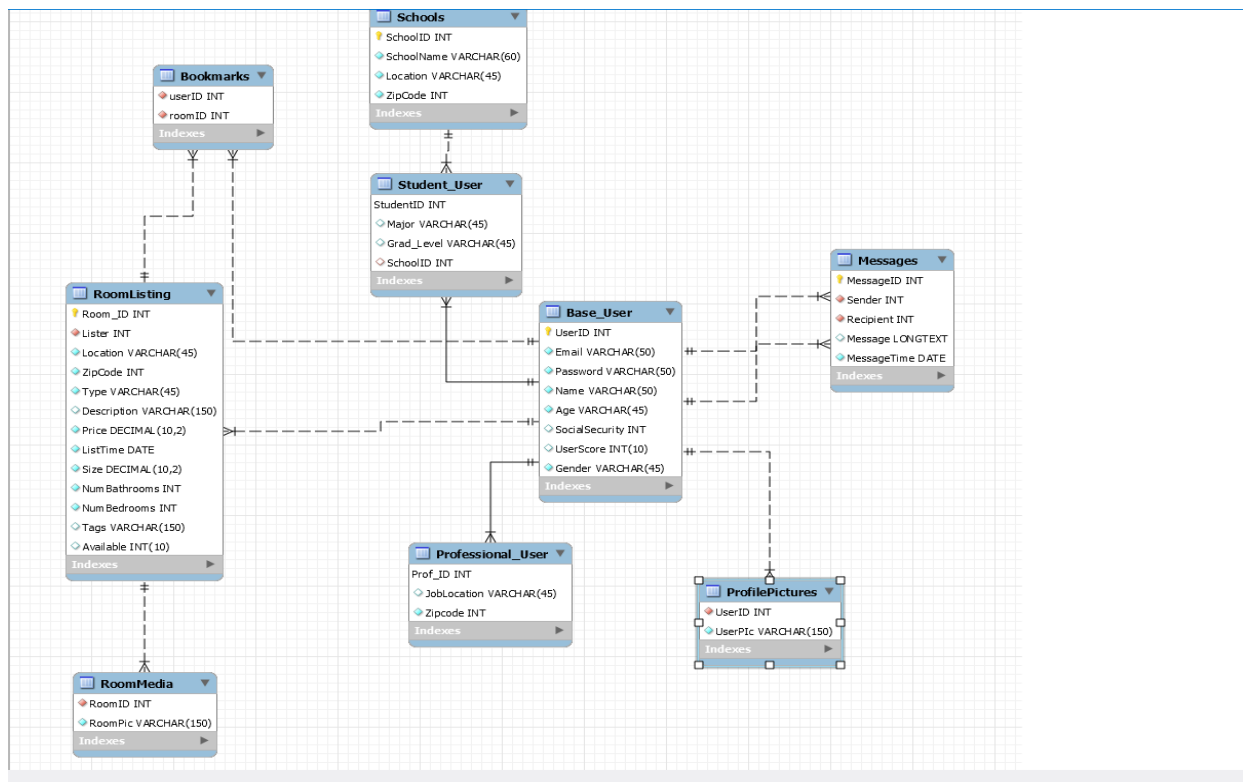 Schools
SchoolID INT
SchoolName VARCHAR(60)
Location VARCHAR(45)
ZipCode INT
Indexes
Bookmarks
userID INT
roomID INT
Indexes
Student_User
StudentID INT
Major VARCHAR(45)
Grad_Level VARCHAR(45)
SchoolID INT
Indexes
Messages
MessageID INT
Sender INT
Recipient INT
Message LONGTEXT
MessageTime DATE
Indexes
RoomListing
Room_ID INT
Lister INT
Location VARCHAR(45)
ZipCode INT
Type VARCHAR(45)
Description VARCHAR(150)
Price DECIMAL(10,2)
ListTime DATE
Size DECIMAL(10,2)
NumBathrooms INT
NumBedrooms INT
Tags VARCHAR(150)
Available INT(10)
Indexes
Base_User
UserID INT
Email VARCHAR(50)
Password VARCHAR(50)
Name VARCHAR(50)
Age VARCHAR(45)
SocialSecurity INT
UserScore INT(10)
Gender VARCHAR(45)
Indexes
Professional_User
Prof_ID INT
JobLocation VARCHAR(45)
Zipcode INT
Indexes
ProfilePictures
UserID INT
UserPIc VARCHAR(150)
Indexes
RoomMedia
RoomID INT
RoomPic VARCHAR(150)
Indexes